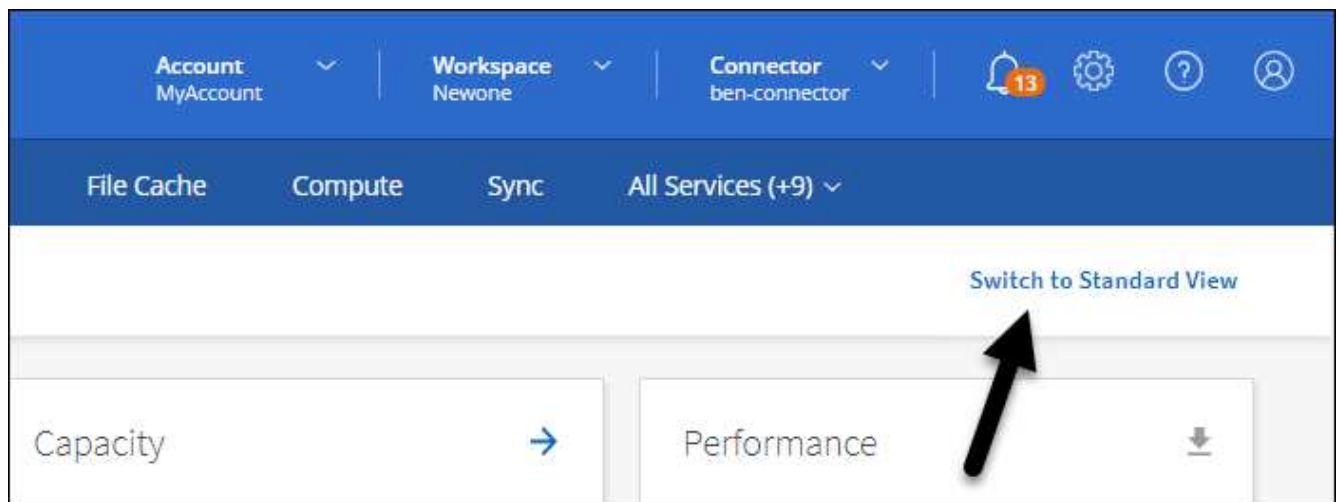 Account
MyAccount
Workspace
Newone
Connector
ben-connector
13
File Cache
Compute
Sync
All Services (+9)
Switch to Standard View
Capacity
Performance